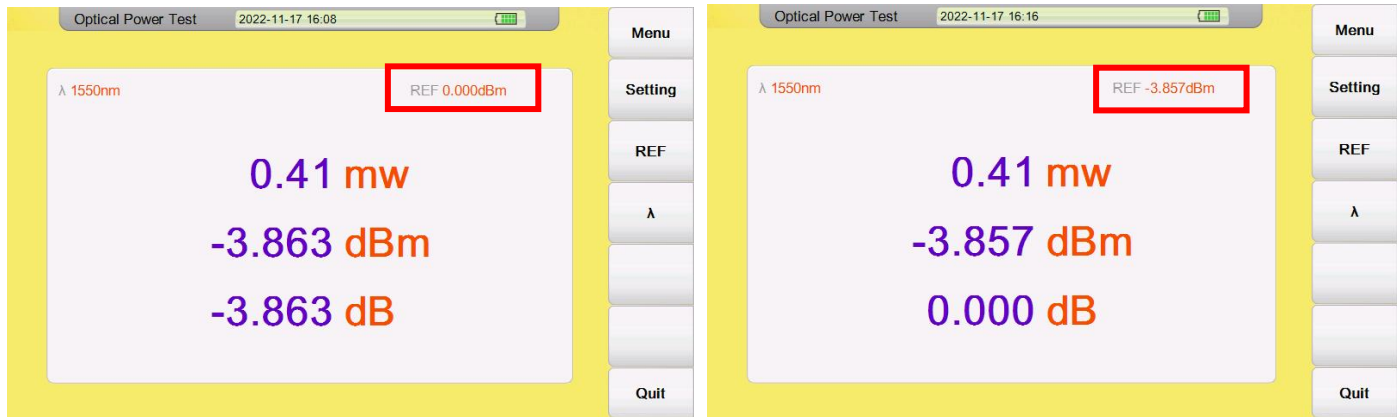 Optical Power Test 2022-11-17 16:08
Menu
λ 1550nm REF 0.000dBm
Setting
REF
0.41 mw
λ
-3.863 dBm
-3.863 dB
Quit
Optical Power Test 2022-11-17 16:16
Menu
λ 1550nm REF -3.857dBm
Setting
REF
0.41 mw
λ
-3.857 dBm
0.000 dB
Quit